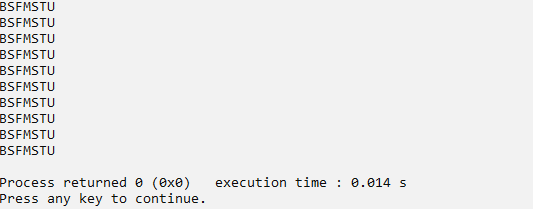 BSFMSTU
BSFMSTU
BSFMSTU
BSFMSTU
BSFMSTU
BSFMSTU
BSFMSTU
BSFMSTU
BSFMSTU
BSFMSTU
Process returned 0 (0x0)   execution time : 0.014 s
Press any key to continue.